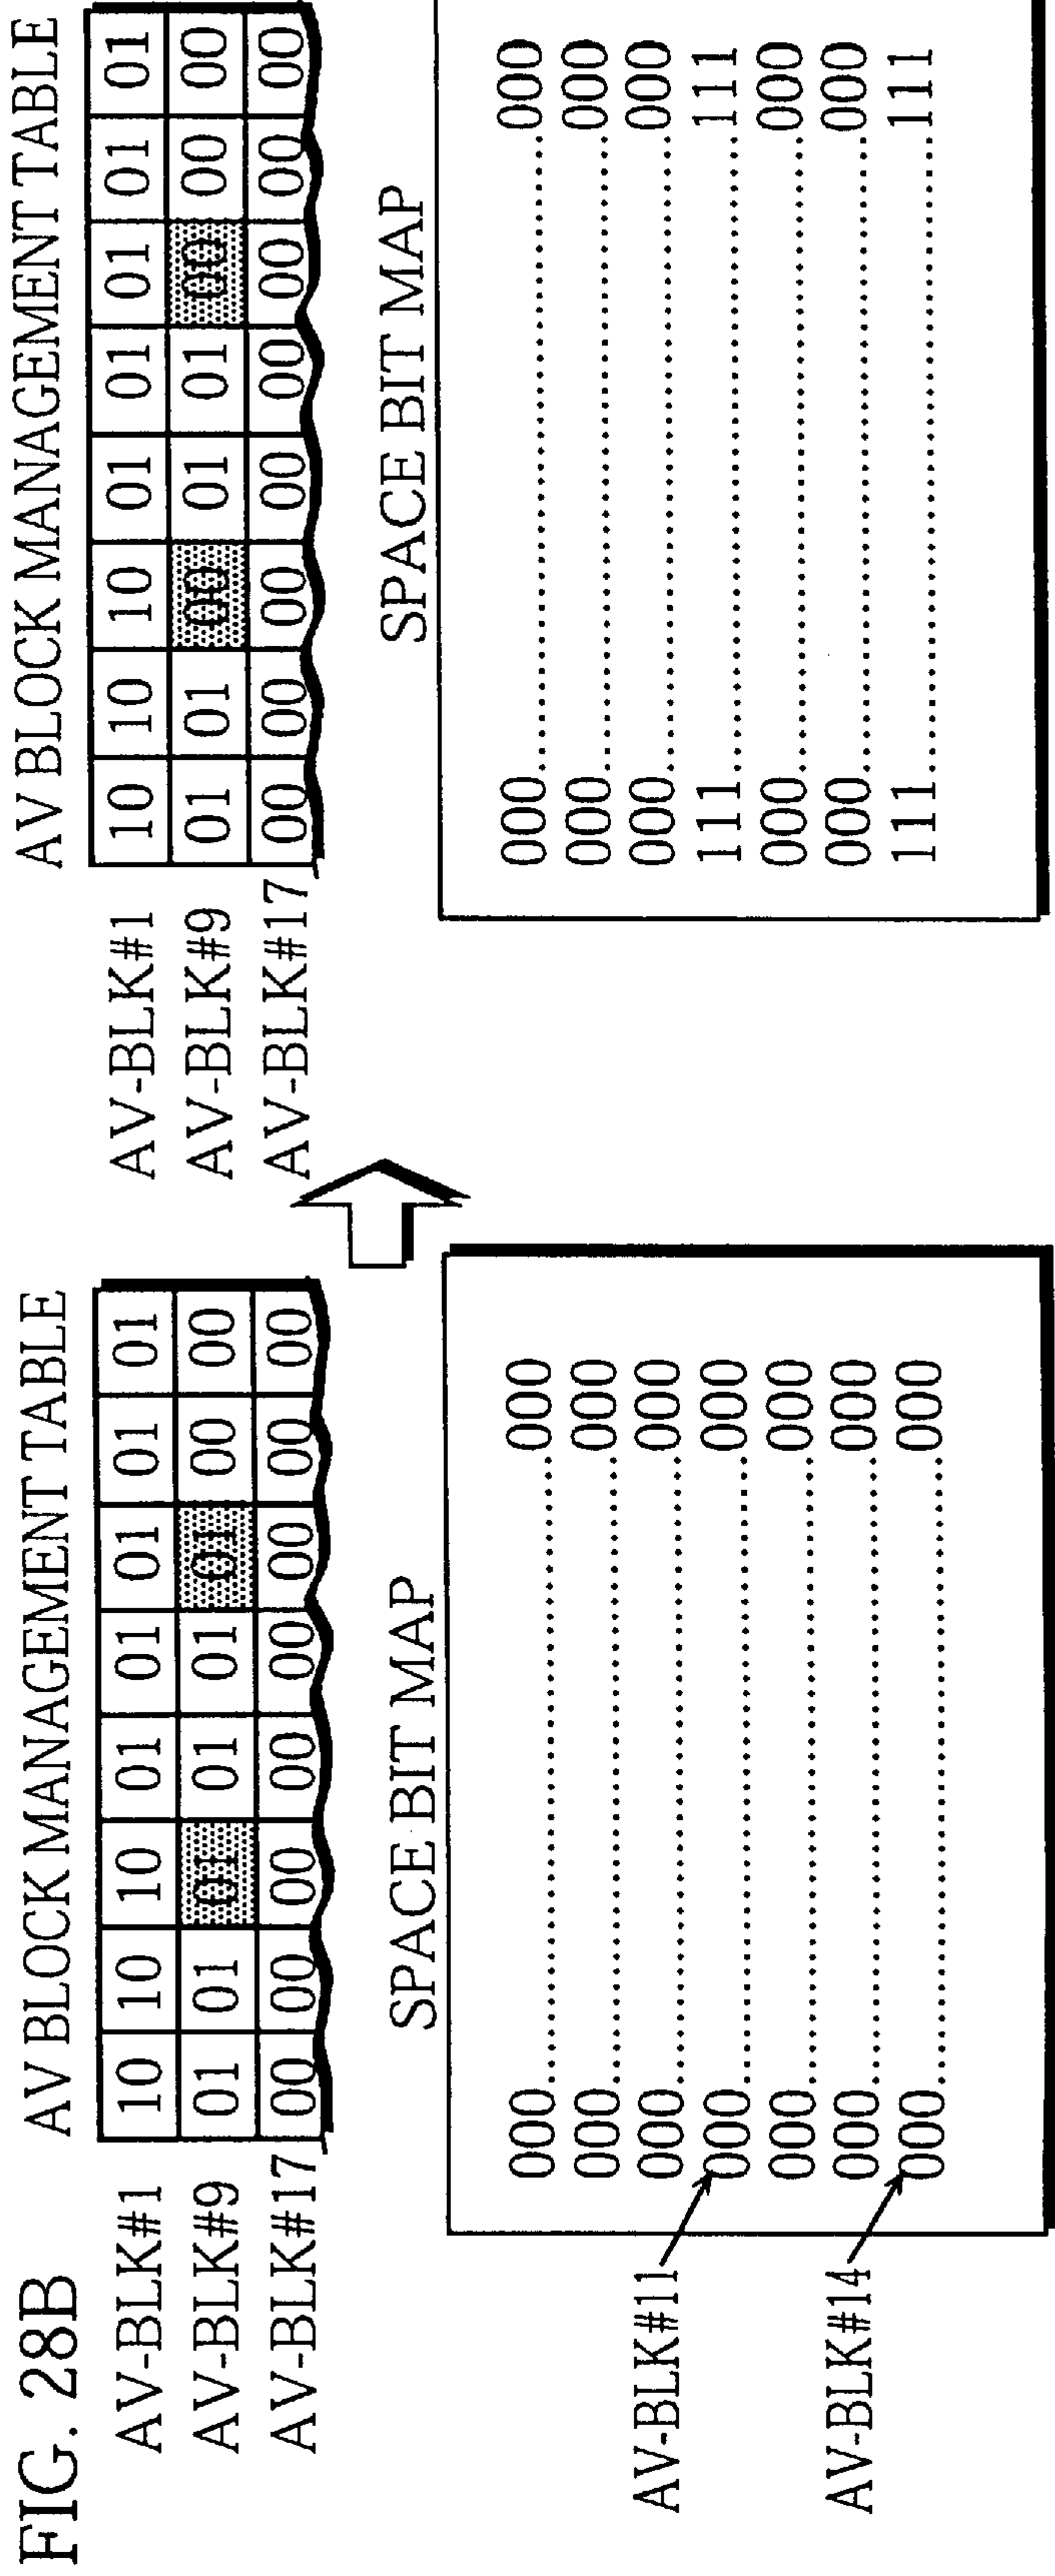 FIG. 28B
AV BLOCK MANAGEMENT TABLE
AV-BLK#1 10 10 10 01 01 01 01 01
AV-BLK#9 01 01 01 01 01 01 00 00
AV-BLK#17 00 00 00 00 00 00 00 00
SPACE BIT MAP
000 000
000 000
000 000
AV-BLK#11 000 000
000 000
000 000
AV-BLK#14 000 000
AV BLOCK MANAGEMENT TABLE
AV-BLK#1 10 10 10 01 01 01 01 01
AV-BLK#9 01 01 00 01 01 00 00 00
AV-BLK#17 00 00 00 00 00 00 00 00
SPACE BIT MAP
000 000
000 000
000 000
111 111
000 000
000 000
111 111